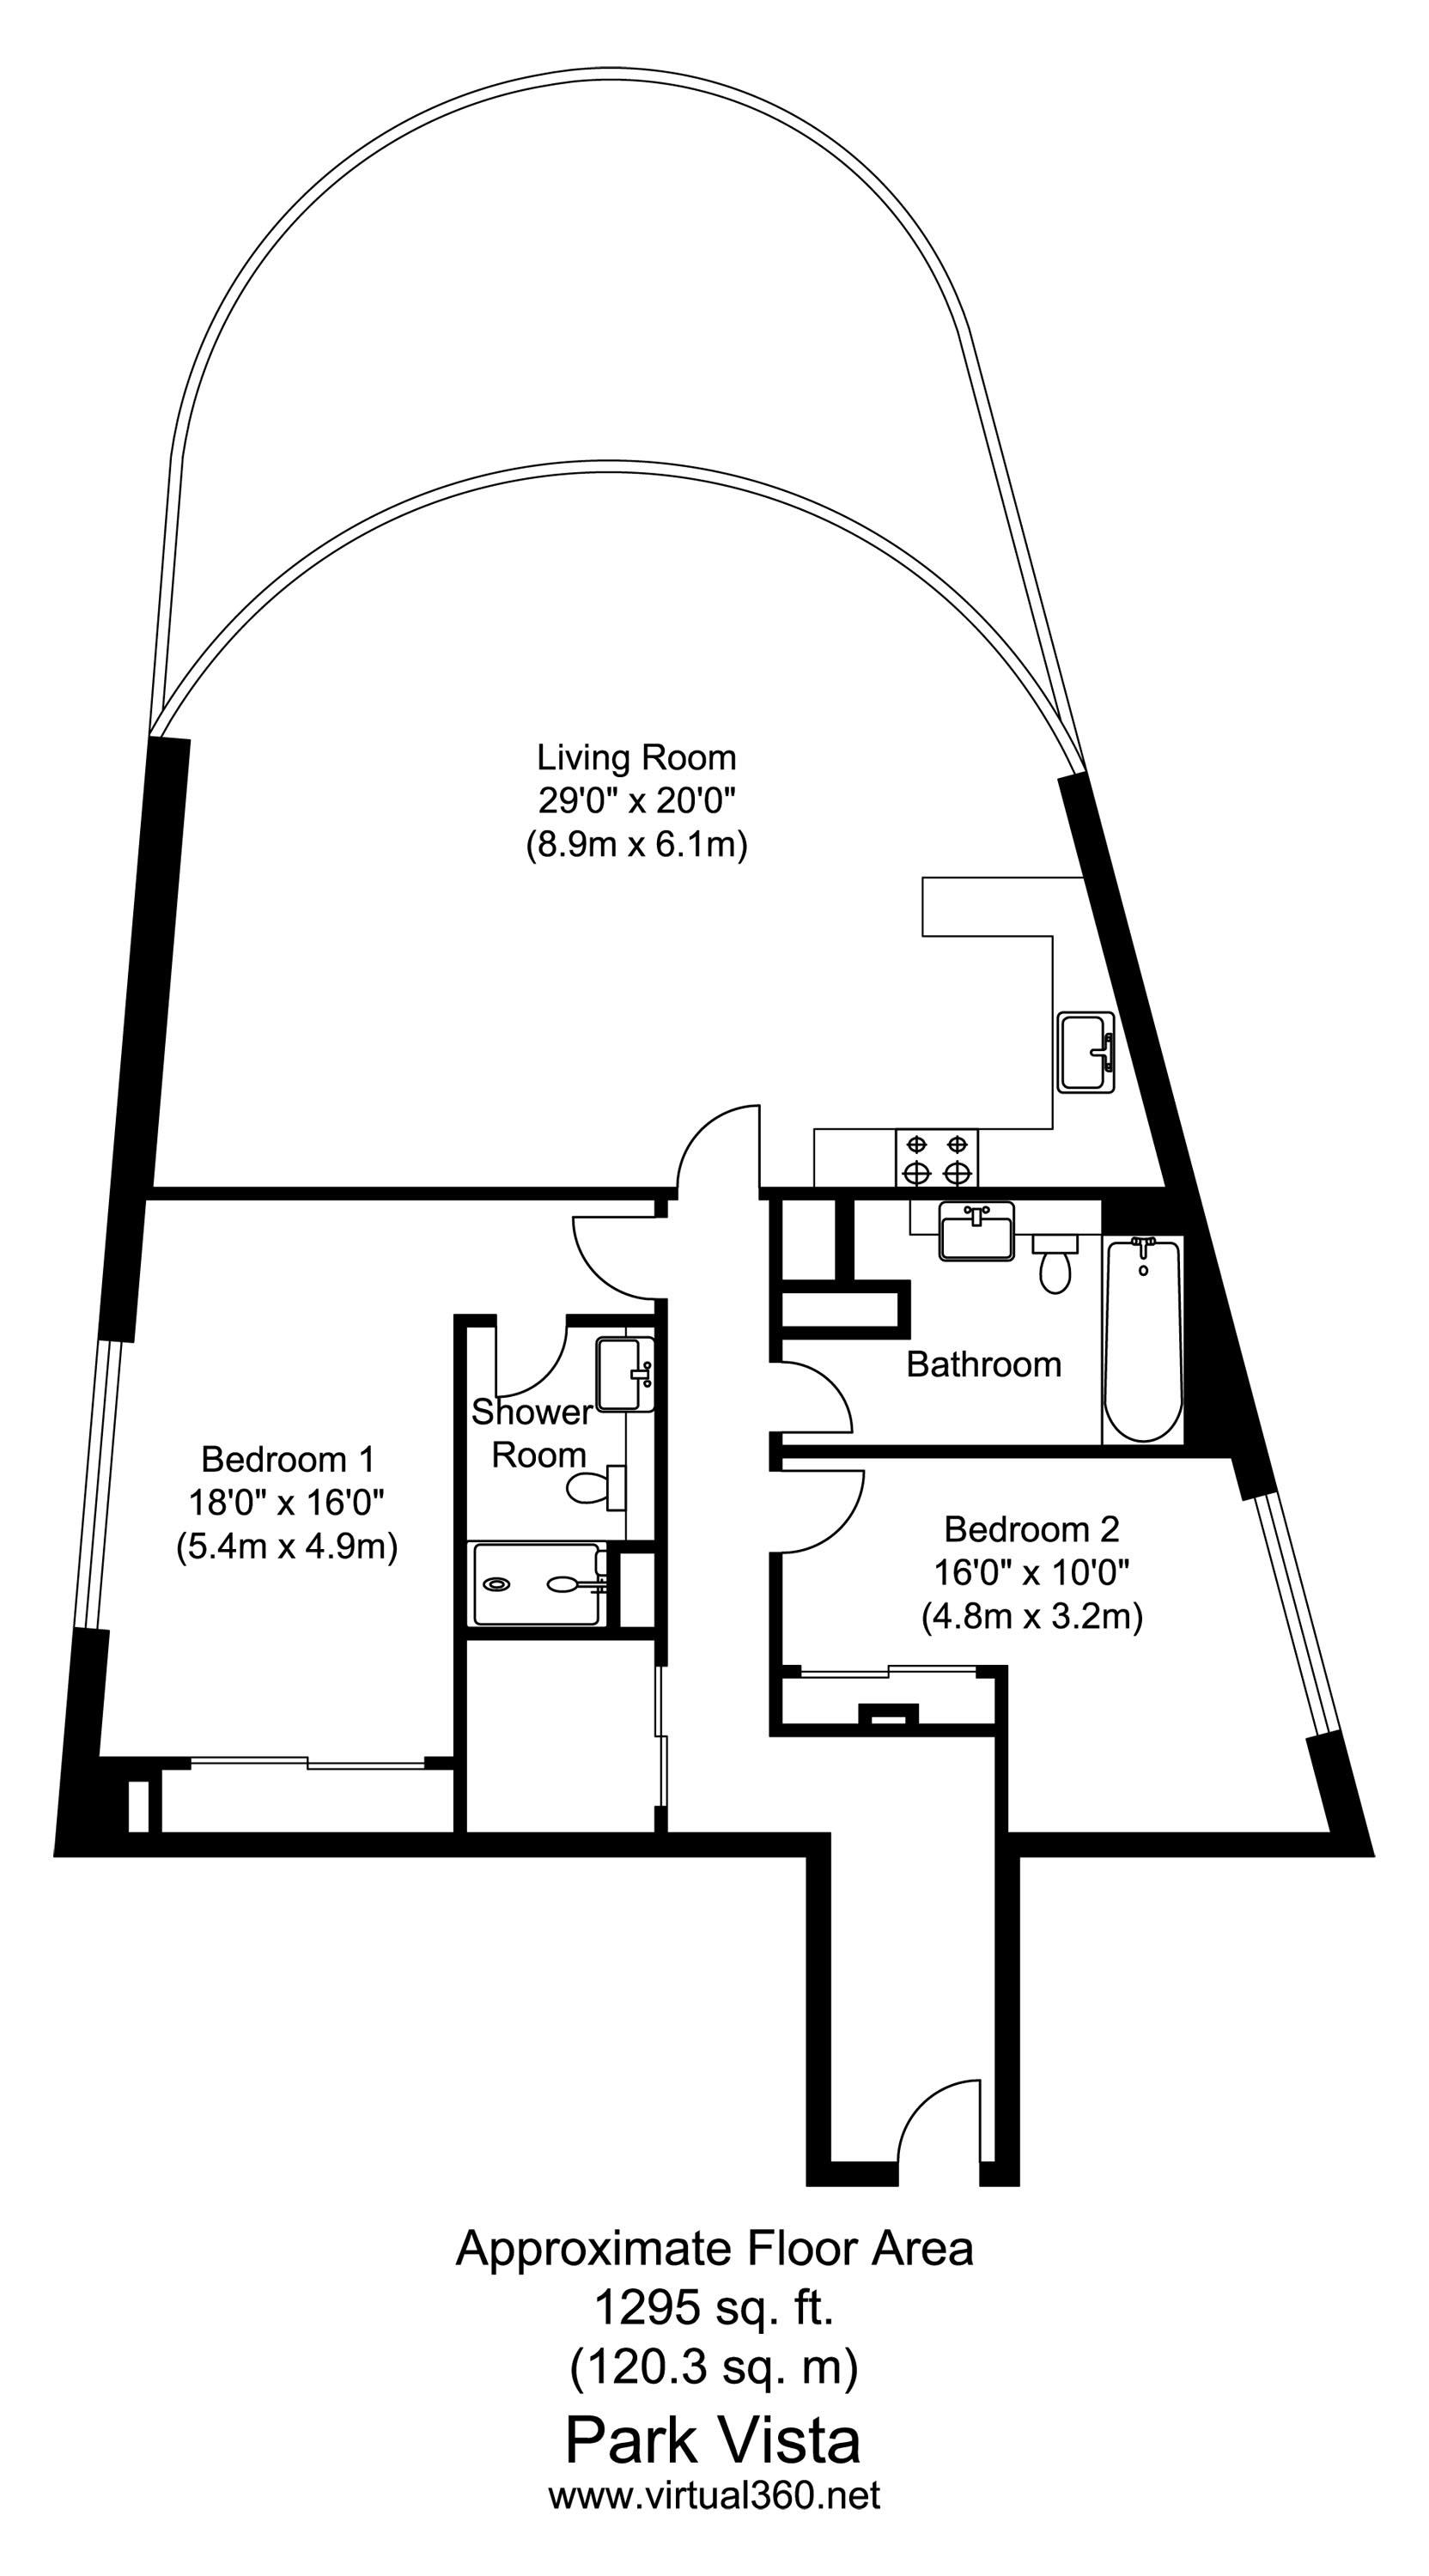 Living Room
29'0" x 20'0"
(8.9m x 6.1m)
Bathroom
Shower
Room
Bedroom 1
18'0" x 16'0"
(5.4m x 4.9m)
Bedroom 2
16'0" x 10'0"
(4.8m x 3.2m)
Approximate Floor Area
1295 sq. ft.
(120.3 sq. m)
Park Vista
www.virtual360.net